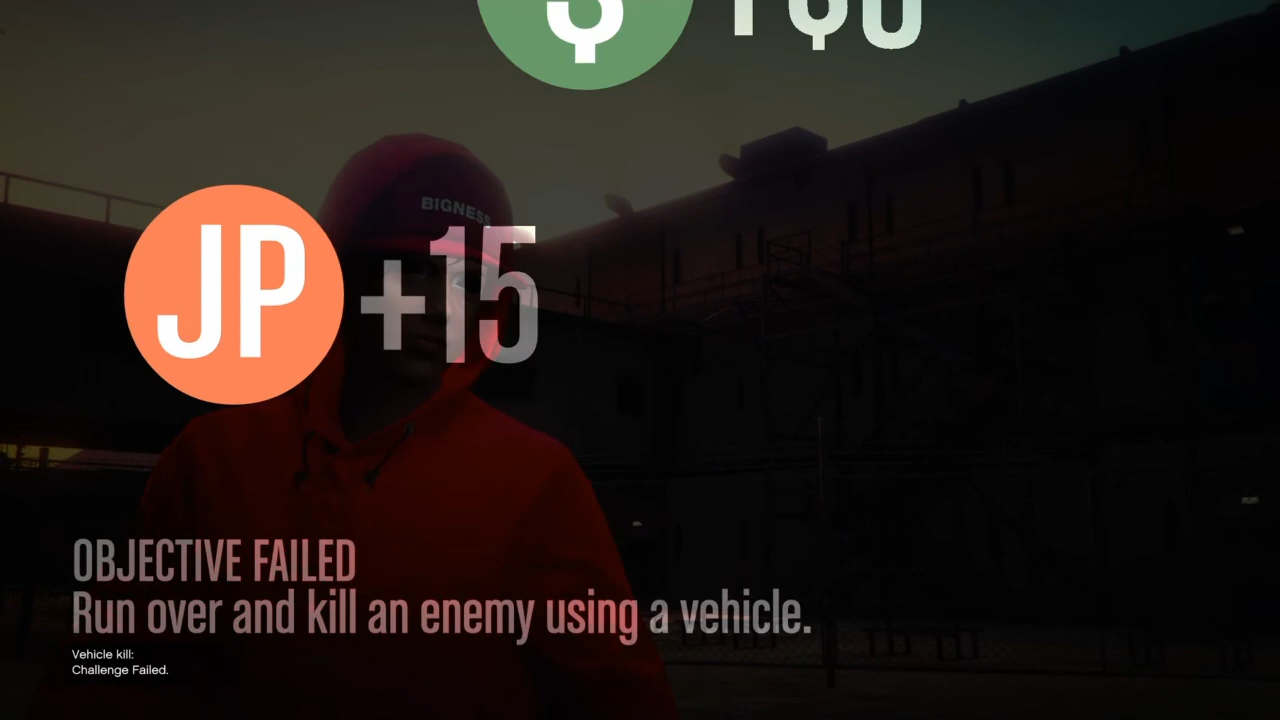 $
BIGNESS
JP +15
OBJECTIVE FAILED
Run over and kill an enemy using a vehicle.
Vehicle kill:
Challenge Failed.